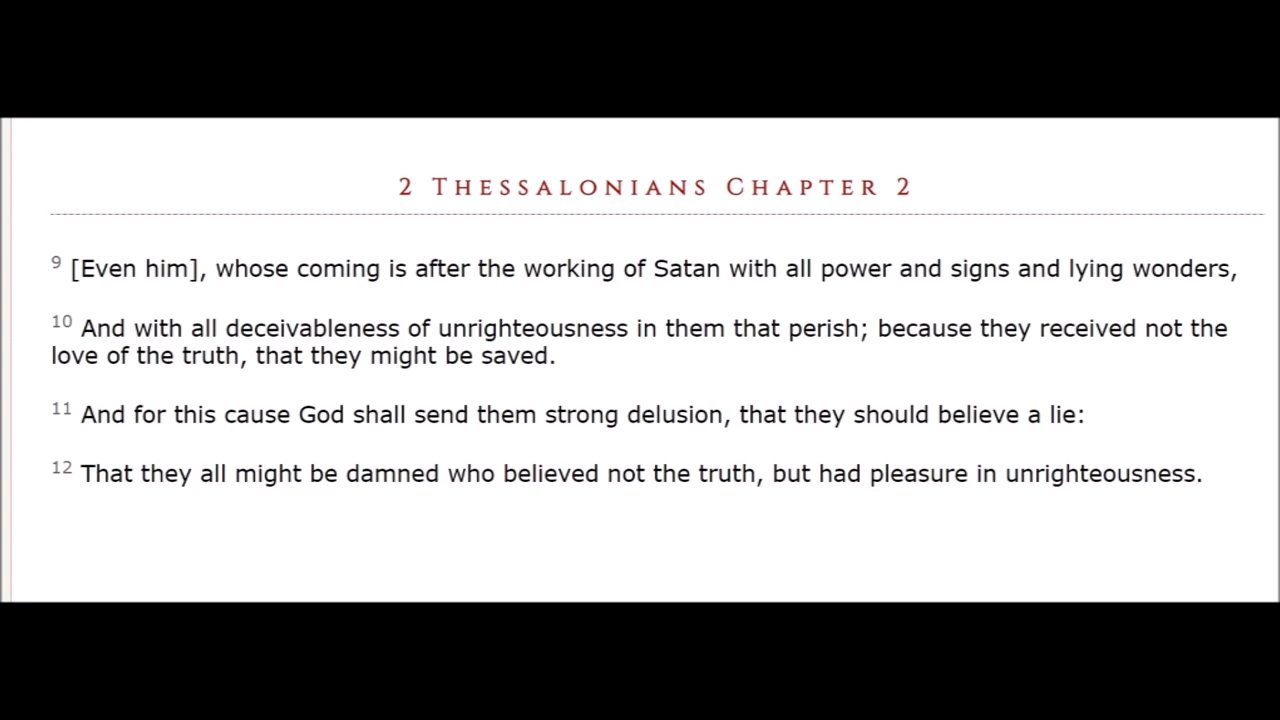 2 Thessalonians Chapter 2
9 [Even him], whose coming is after the working of Satan with all power and signs and lying wonders,
10 And with all deceivableness of unrighteousness in them that perish; because they received not the
love of the truth, that they might be saved.
11 And for this cause God shall send them strong delusion, that they should believe a lie:
12 That they all might be damned who believed not the truth, but had pleasure in unrighteousness.